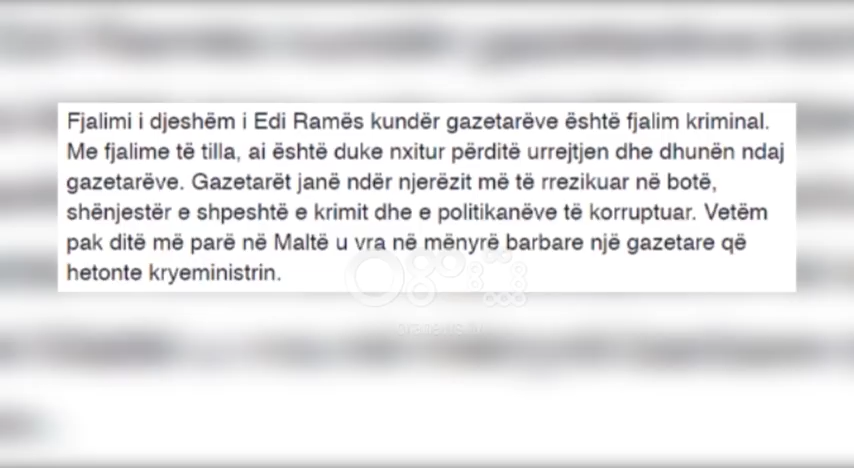 Fjalimi i djeshëm i Edi Ramës kundër gazetarëve është fjalim kriminal.
Me fjalime të tilla, ai është duke nxitur përditë urrejtjen dhe dhunën ndaj
gazetarëve. Gazetarët janë ndër njerëzit më të rrezikuar në botë,
shënjestër e shpeshtë e krimit dhe e politikanëve të korruptuar. Vetëm
pak ditë më parë në Maltë u vra në mënyrë barbare një gazetare që
hetonte kryeministrin.